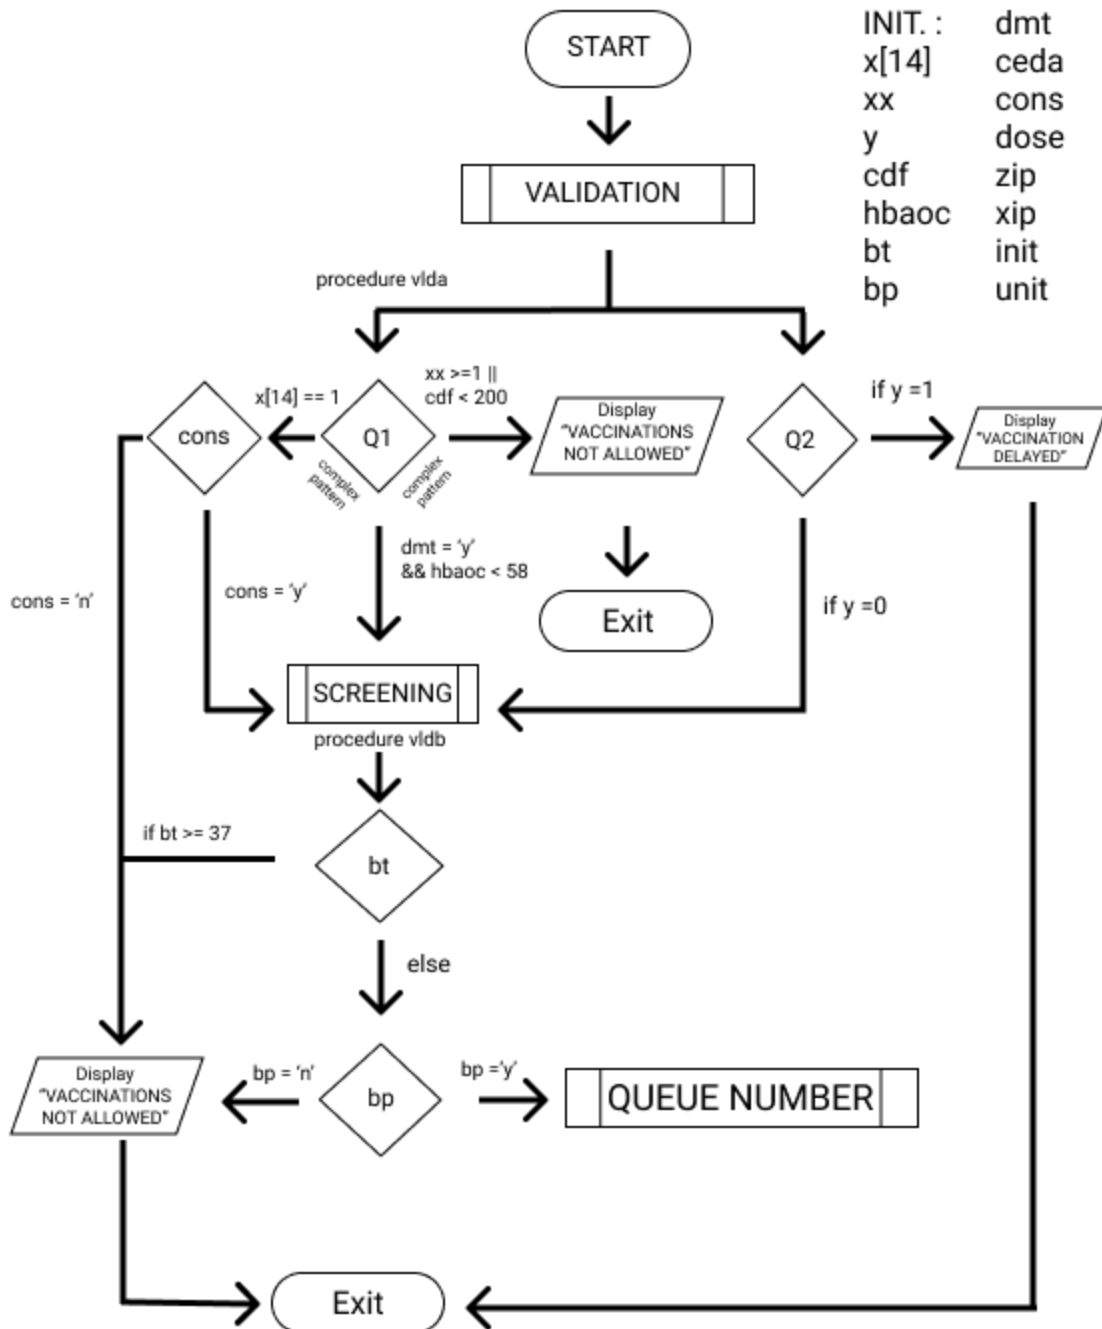 START
INIT. :
x[14]
xx
y
cdf
hbaoc
bt
bp
dmt
ceda
cons
dose
zip
xip
init
unit
VALIDATION
procedure vlda
cons
x[14] == 1
Q1
complex
pattern
complex
pattern
xx >=1 ||
cdf < 200
Display
“VACCINATIONS
NOT ALLOWED”
Q2
if y =1
Display
“VACCINATION
DELAYED”
cons = ‘n’
cons = ‘y’
dmt = ‘y’
&& hbaoc < 58
Exit
if y =0
SCREENING
procedure vldb
if bt >= 37
bt
else
Display
“VACCINATIONS
NOT ALLOWED”
bp = ‘n’
bp
bp =‘y’
QUEUE NUMBER
Exit